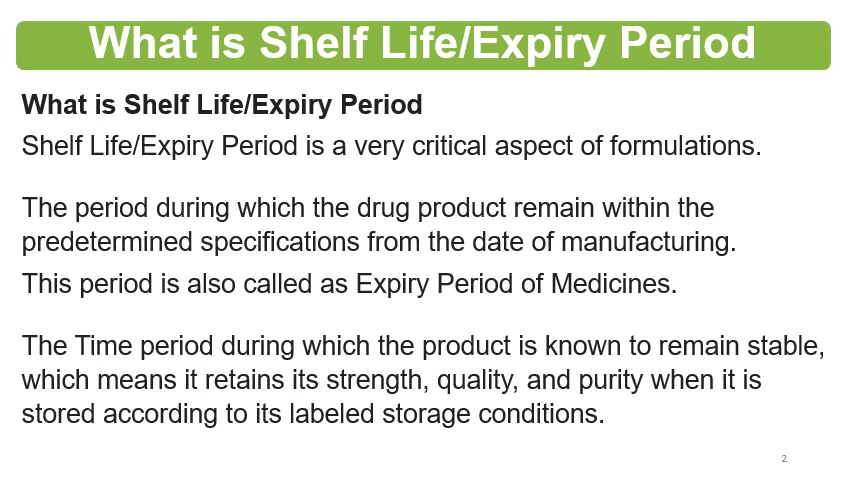 What is Shelf Life/Expiry Period
What is Shelf Life/Expiry Period
Shelf Life/Expiry Period is a very critical aspect of formulations.
The period during which the drug product remain within the
predetermined specifications from the date of manufacturing.
This period is also called as Expiry Period of Medicines.
The Time period during which the product is known to remain stable,
which means it retains its strength, quality, and purity when it is
stored according to its labeled storage conditions.
2